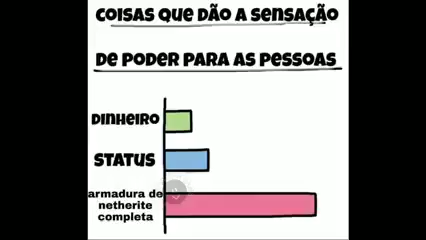 COISAS QUE DÃO A SENSAÇÃO
DE PODER PARA AS PESSOAS
DINHEIRO
STATUS
armadura de
netherite
completa